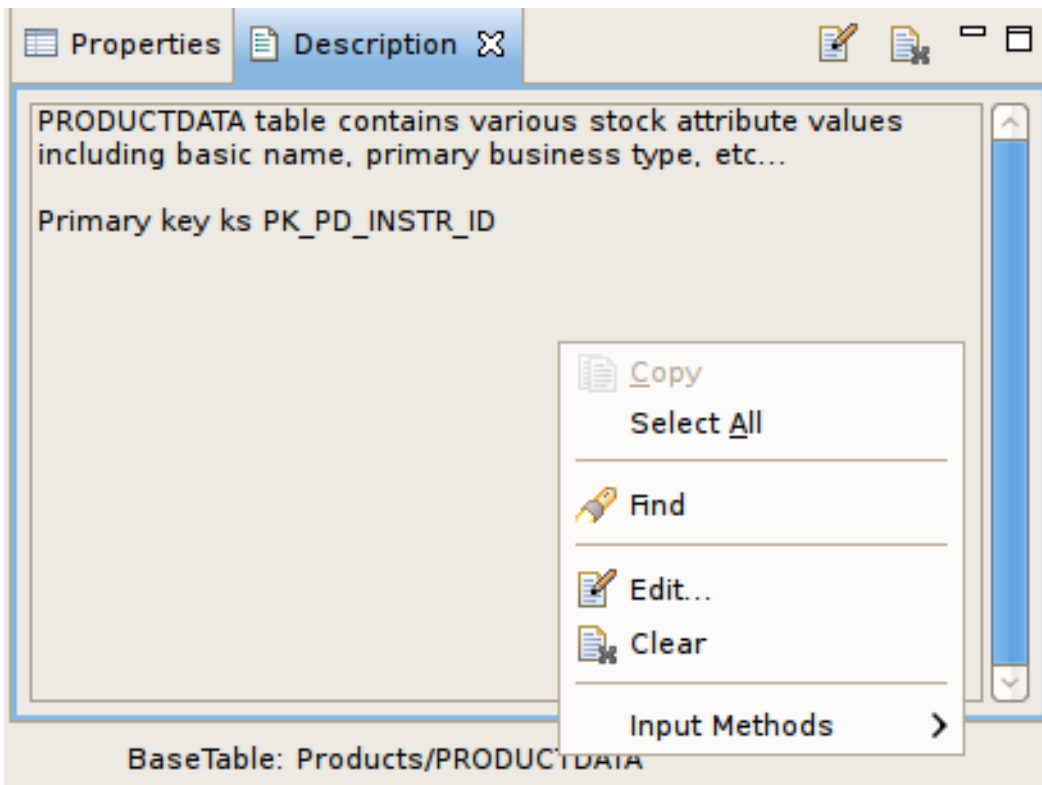 Properties
Description
PRODUCTDATA table contains various stock attribute values
including basic name, primary business type, etc...
Primary key ks PK_PD_INSTR_ID
Copy
Select All
Find
Edit...
Clear
Input Methods
BaseTable: Products/PRODUCTDATA